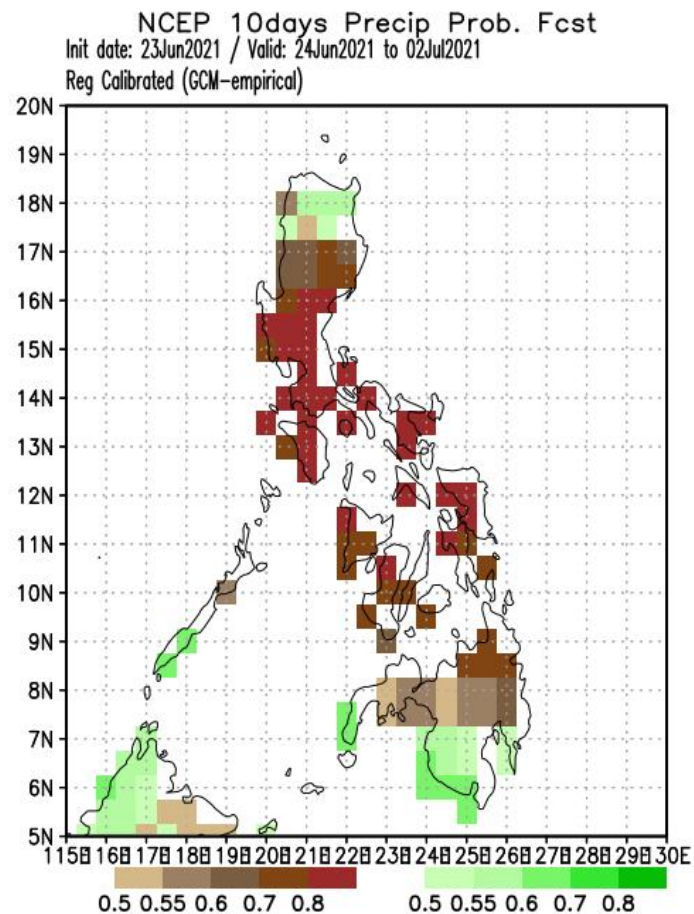 NCEP 10days Precip Prob. Fcst
Init date: 23Jun2021 / Valid: 24Jun2021 to 02Jul2021
Reg Calibrated (GCM-empirical)
20N
19N
18N
17N
16N
15N
14N
13N
12N
11N
10N
9N
8N
7N
6N
5N
115E 116E 117E 118E 119E 120E 121E 122E 123E 124E 125E 126E 127E 128E 129E 130E
0.5 0.55 0.6 0.7 0.8 0.5 0.55 0.6 0.7 0.8